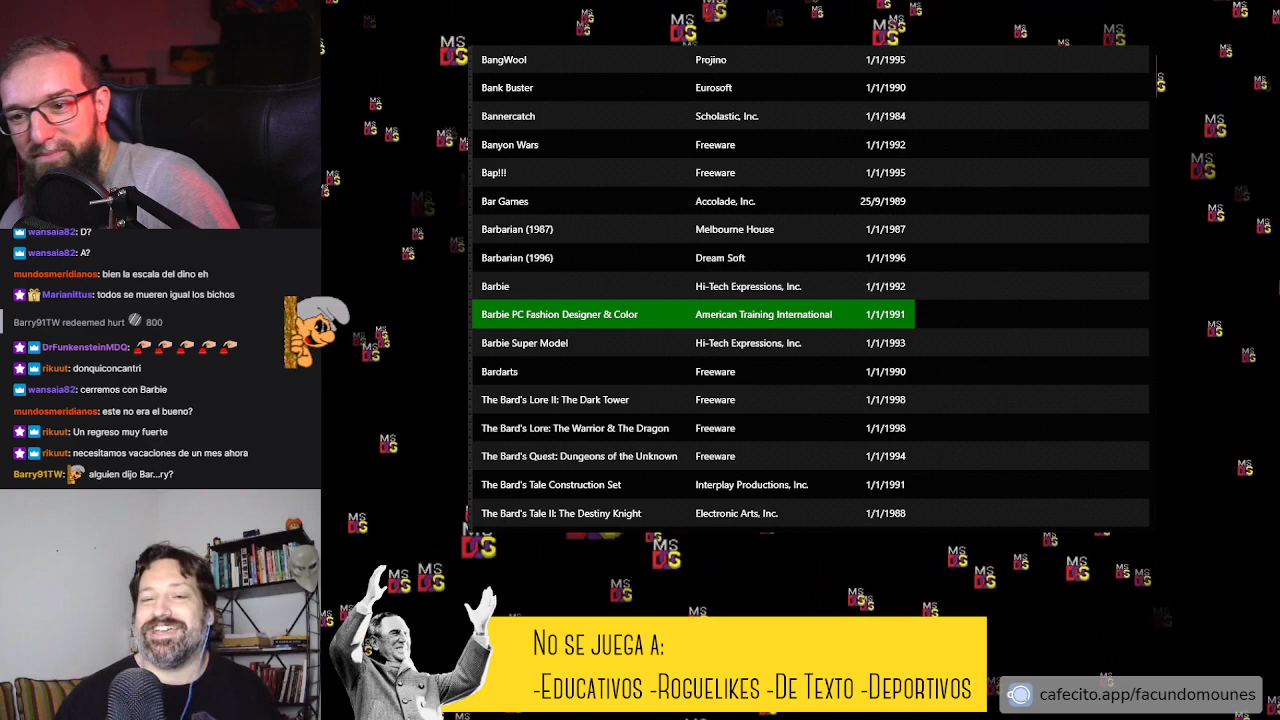 wansaia82: D?
wansaia82: A?
mundosmeridianos: bien la escala del dino eh
Marianittus: todos se mueren igual los bichos
Barry91TW redeemed hurt 800
DrFunkensteinMDQ:
rikuut: donquiconcantri
wansaia82: cerremos con Barbie
mundosmeridianos: este no era el bueno?
rikuut: Un regreso muy fuerte
rikuut: necesitamos vacaciones de un mes ahora
Barry91TW: alguien dijo Bar...ry?
BangWool Projino 1/1/1995
Bank Buster Eurosoft 1/1/1990
Bannercatch Scholastic, Inc. 1/1/1984
Banyon Wars Freeware 1/1/1992
Bap!!! Freeware 1/1/1995
Bar Games Accolade, Inc. 25/9/1989
Barbarian (1987) Melbourne House 1/1/1987
Barbarian (1996) Dream Soft 1/1/1996
Barbie Hi-Tech Expressions, Inc. 1/1/1992
Barbie PC Fashion Designer & Color American Training International 1/1/1991
Barbie Super Model Hi-Tech Expressions, Inc. 1/1/1993
Bardarts Freeware 1/1/1990
The Bard's Lore II: The Dark Tower Freeware 1/1/1998
The Bard's Lore: The Warrior & The Dragon Freeware 1/1/1998
The Bard's Quest: Dungeons of the Unknown Freeware 1/1/1994
The Bard's Tale Construction Set Interplay Productions, Inc. 1/1/1991
The Bard's Tale II: The Destiny Knight Electronic Arts, Inc. 1/1/1988
No se juega a:
-Educativos -Roguelikes -De Texto -Deportivos
cafecito.app/facundomounes